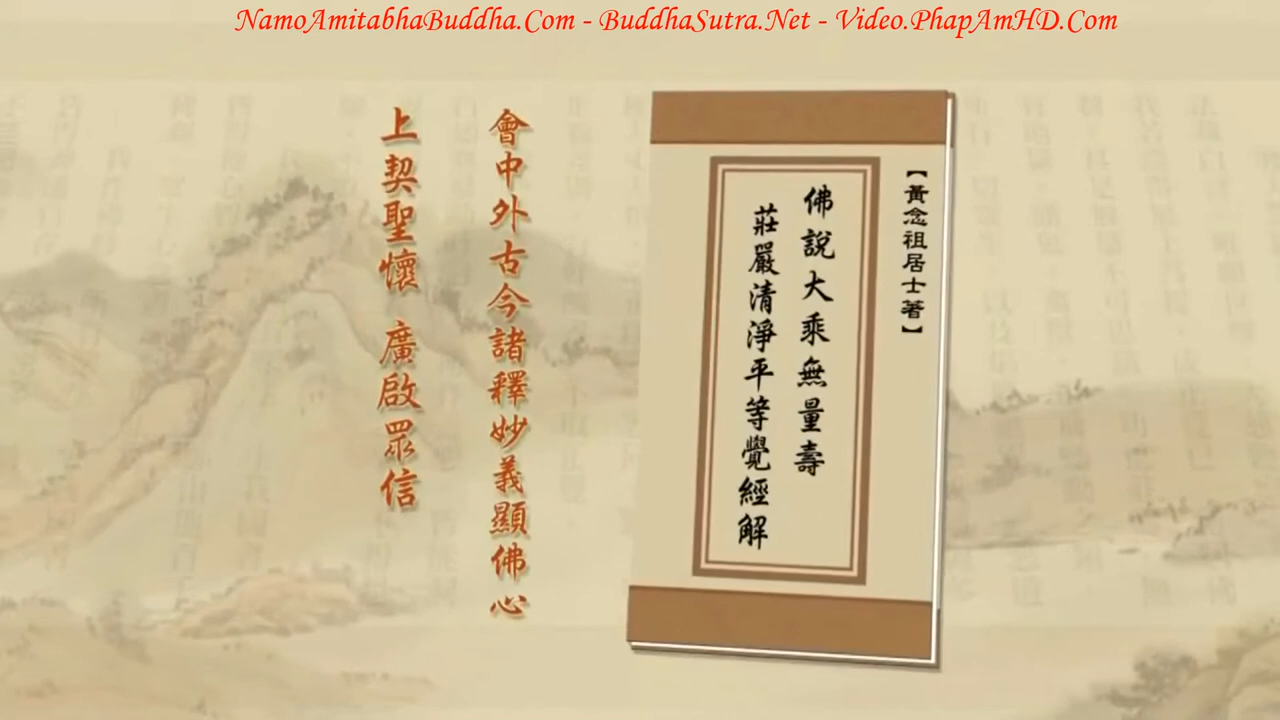 NamoAmitabhaBuddha.Com - BuddhaSutra.Net - Video.PhapAmHD.Com
【黃念祖居士著】
佛說大乘無量壽
莊嚴清淨平等覺經解
會中外古今諸釋妙義顯佛心
上契聖懷 廣啟眾信